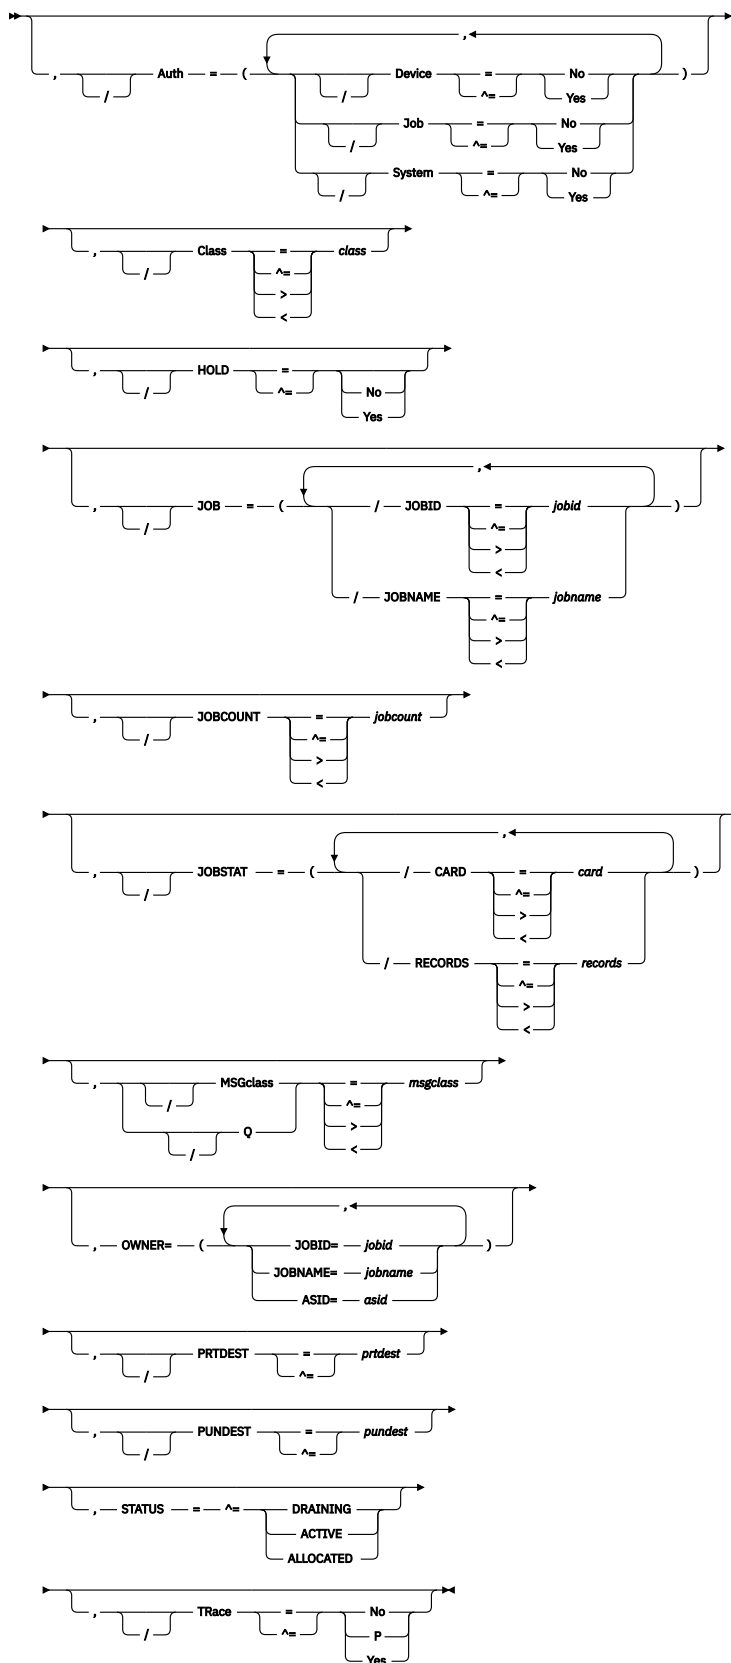 ,
, / Auth = ( / Device = No )
^= Yes
/ Job = No
^= Yes
/ System = No
^= Yes
, / Class = class
^=
>
<
, / HOLD =
^= No
Yes
,
, / JOB = ( / JOBID = jobid )
^=
>
<
/ JOBNAME = jobname
^=
>
<
, / JOBCOUNT = jobcount
^=
>
<
,
, / JOBSTAT = ( / CARD = card )
^=
>
<
/ RECORDS = records
^=
>
<
, / MSGclass = msgclass
^=
/ Q >
<
,
, OWNER= ( JOBID= jobid )
JOBNAME= jobname
ASID= asid
, / PRTDEST = prtdest
^=
, / PUNDEST = pundest
^=
, STATUS = ^= DRAINING
ACTIVE
ALLOCATED
, / TRace = No
^= P
Yes